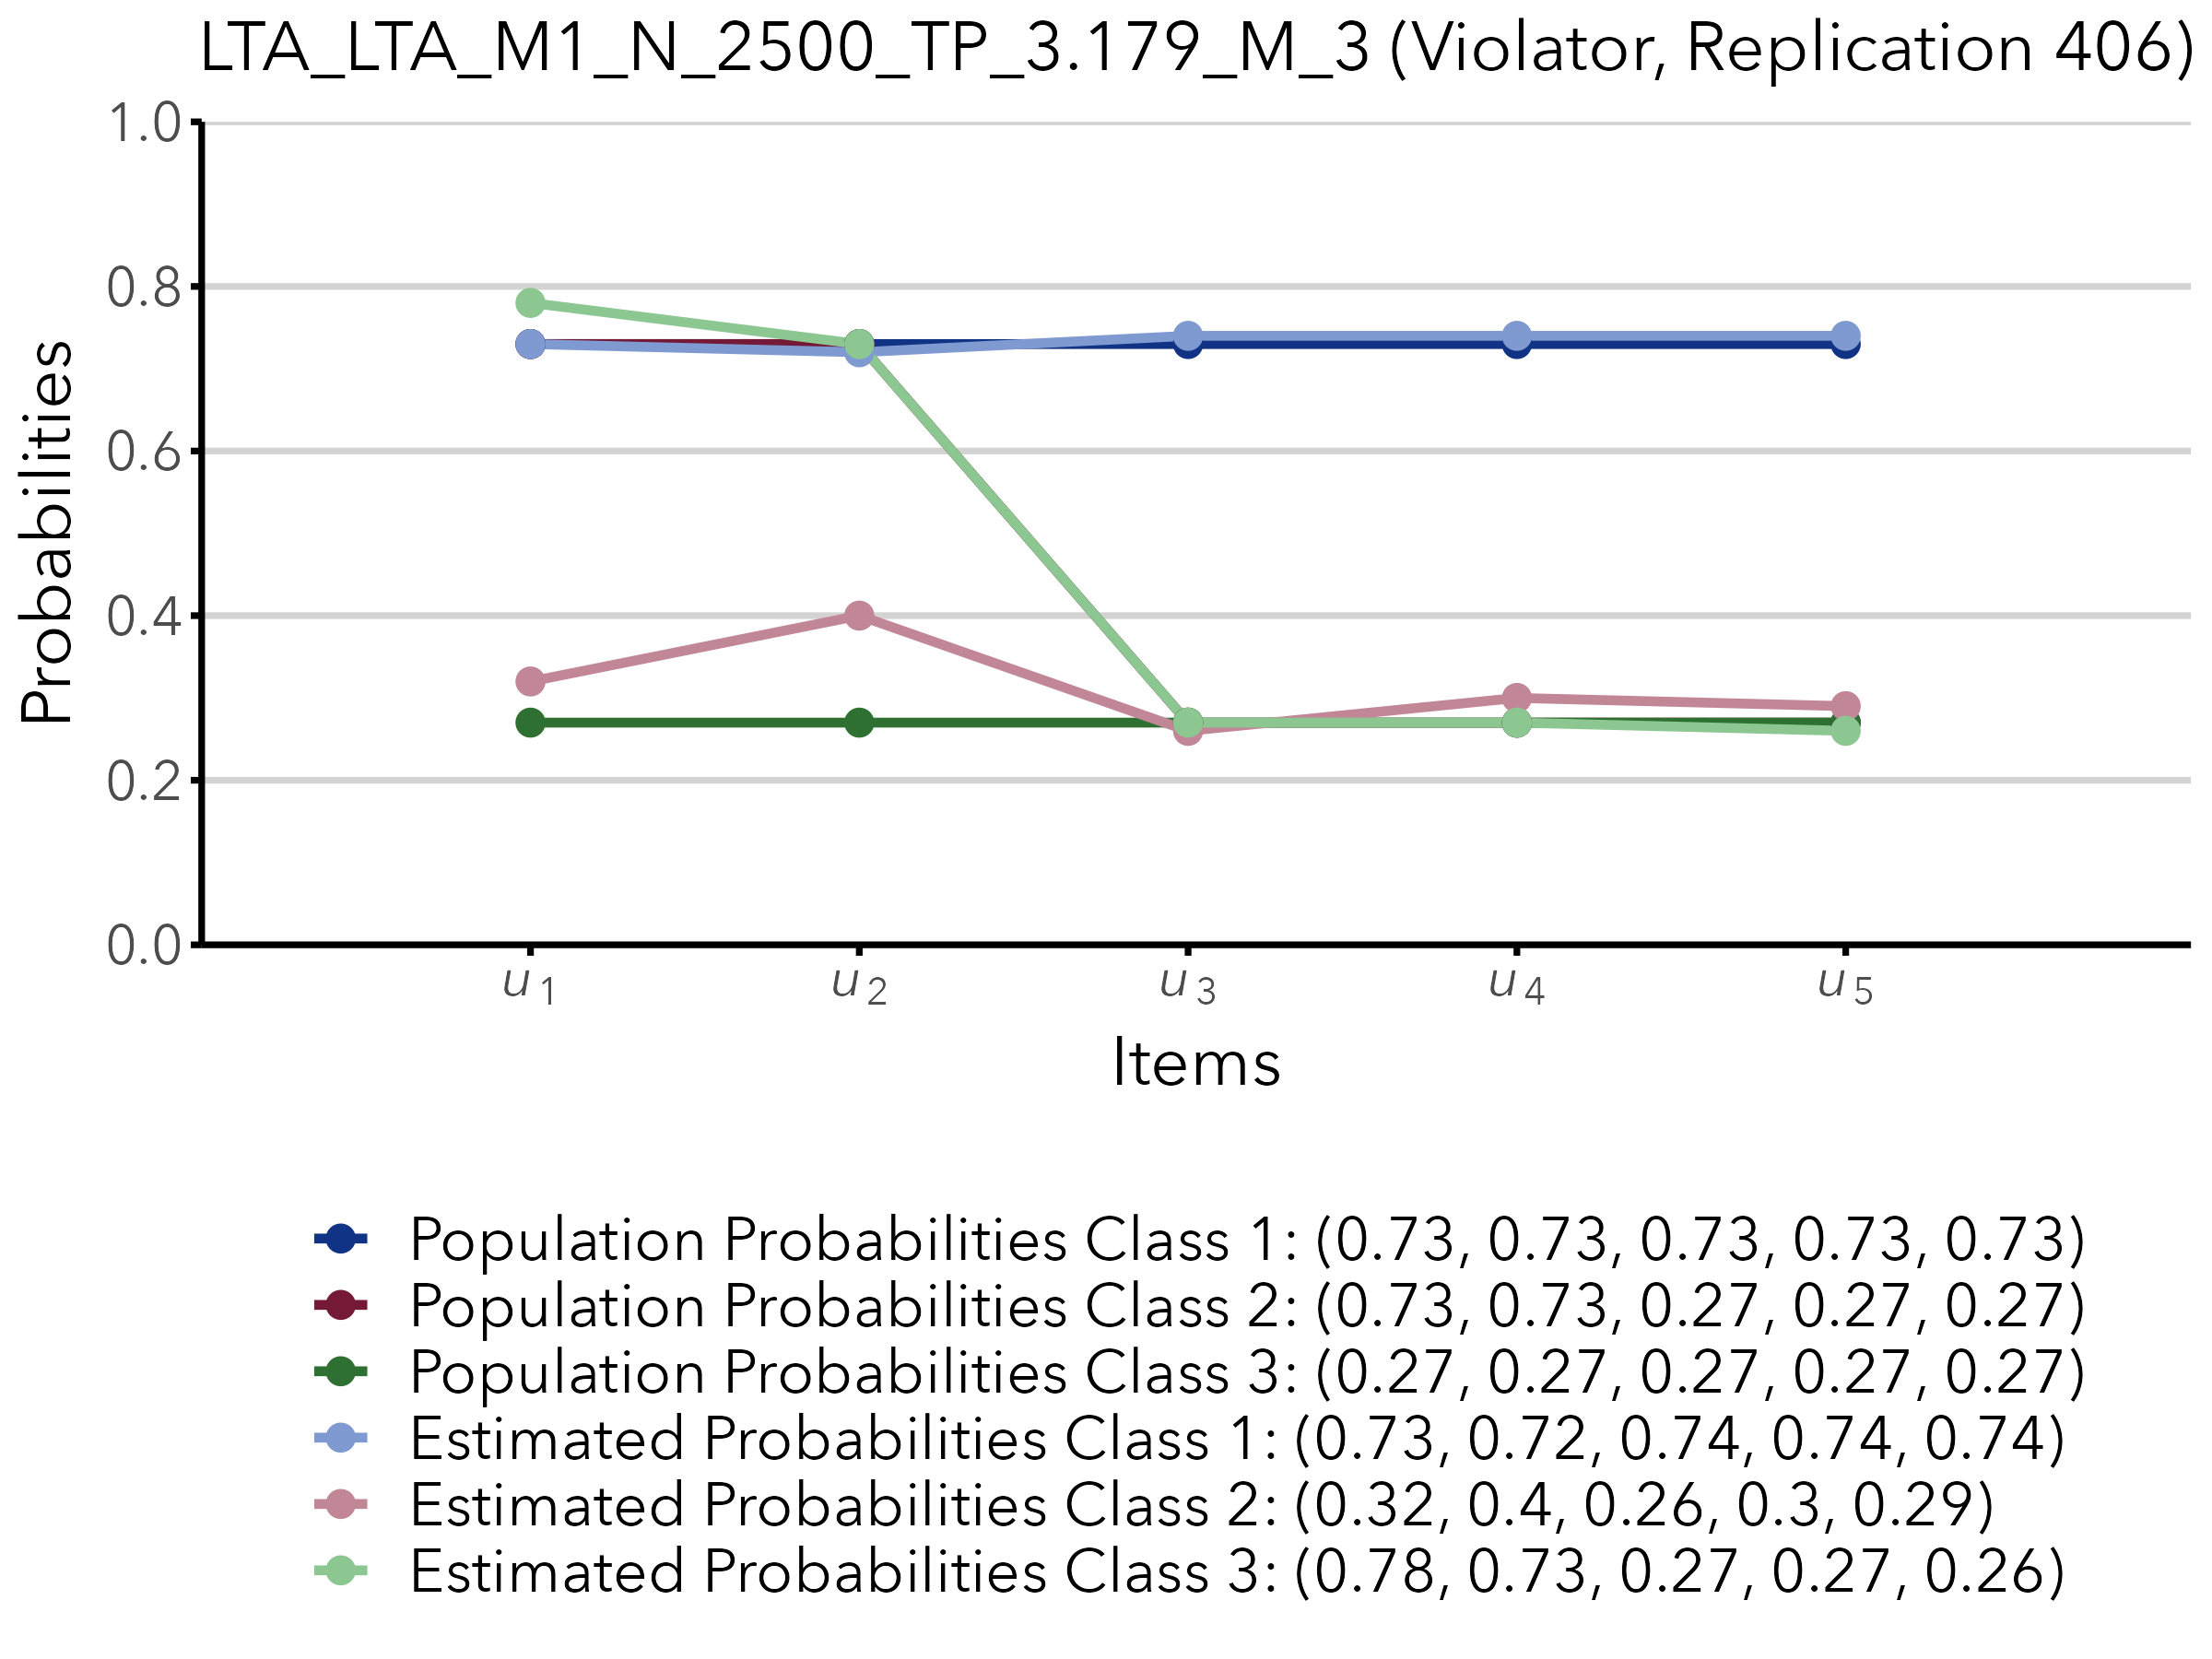 LTA_LTA_M1_N_2500_TP_3.179_M_3 (Violator, Replication 406)
1.0
0.8
0.6
0.4
0.2
0.0
Probabilities
u1 u2 u3 u4 u5
Items
Population Probabilities Class 1: (0.73, 0.73, 0.73, 0.73, 0.73)
Population Probabilities Class 2: (0.73, 0.73, 0.27, 0.27, 0.27)
Population Probabilities Class 3: (0.27, 0.27, 0.27, 0.27, 0.27)
Estimated Probabilities Class 1: (0.73, 0.72, 0.74, 0.74, 0.74)
Estimated Probabilities Class 2: (0.32, 0.4, 0.26, 0.3, 0.29)
Estimated Probabilities Class 3: (0.78, 0.73, 0.27, 0.27, 0.26)